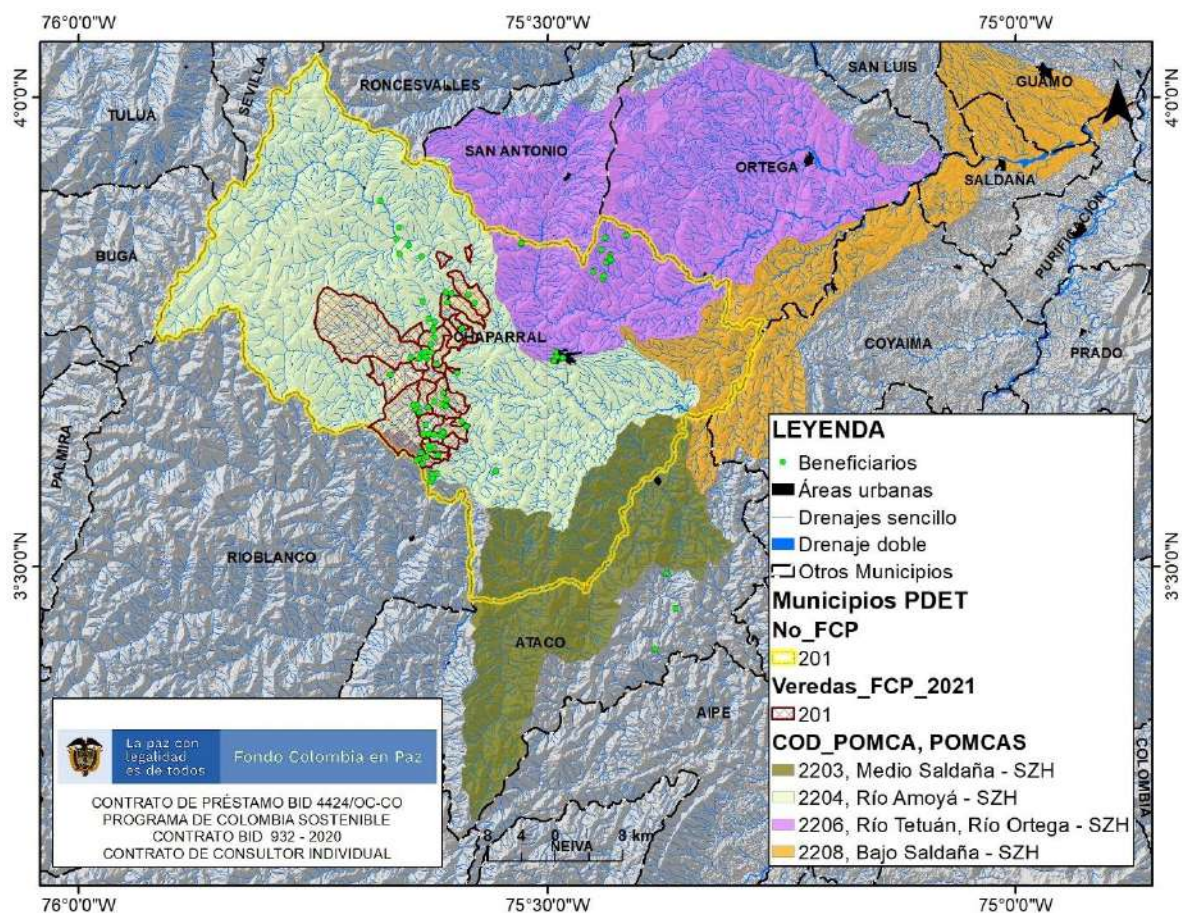 76°0'0"W
75°30'0"W
75°0'0"W
4°0'0"N
3°30'0"N
4°0'0"N
3°30'0"N
RONCESVALLES
SAN LUIS
GUAMO
N
SEVILLA
TULUA
SAN ANTONIO
ORTEGA
SALDAÑA
PURIFICACIÓN
BUGA
CHAPARRAL
COYAIMA
PRADO
PALMIRA
RIOBLANCO
ATACO
AIPE
COLOMBIA
NEIVA
LEYENDA
Beneficiarios
Áreas urbanas
Drenajes sencillo
Drenaje doble
Otros Municipios
Municipios PDET
No_FCP
201
Veredas_FCP_2021
201
COD_POMCA, POMCAS
2203, Medio Saldaña - SZH
2204, Río Amoyá - SZH
2206, Río Tetuán, Río Ortega - SZH
2208, Bajo Saldaña - SZH
La paz con
legalidad
es de todos
Fondo Colombia en Paz
CONTRATO DE PRÉSTAMO BID 4424/OC-CO
PROGRAMA DE COLOMBIA SOSTENIBLE
CONTRATO BID 932 - 2020
CONTRATO DE CONSULTOR INDIVIDUAL
8 4 0 8 km
76°0'0"W
75°30'0"W
75°0'0"W